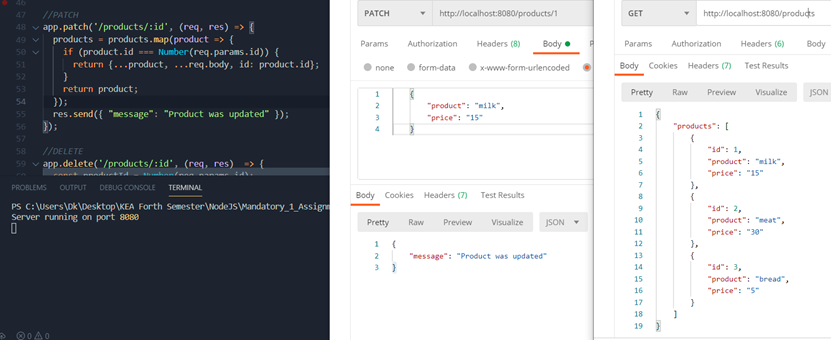 46
47 //PATCH
48 app.patch('/products/:id', (req, res) => {
49 products = products.map(product => {
50 if (product.id === Number(req.params.id)) {
51 return {...product, ...req.body, id: product.id};
52 }
53 return product;
54 });
55 res.send({ "message": "Product was updated" });
56 });
57
58 //DELETE
59 app.delete('/products/:id', (req, res) => {
const productId = Number(req.params.id);
PROBLEMS OUTPUT DEBUG CONSOLE TERMINAL
PS C:\Users\Dk\Desktop\KEA Forth Semester\NodeJS\Mandatory_1_Assignm
Server running on port 8080
0 0
PATCH http://localhost:8080/products/1
Params Authorization Headers (8) Body P
none form-data x-www-form-urlencoded
1 {
2 "product": "milk",
3 "price": "15"
4 }
Body Cookies Headers (7) Test Results
Pretty Raw Preview Visualize JSON
1 {
2 "message": "Product was updated"
3 }
GET http://localhost:8080/products
Params Authorization Headers (6) Body
Body Cookies Headers (7) Test Results
Pretty Raw Preview Visualize JSON
1 {
2 "products": [
3 {
4 "id": 1,
5 "product": "milk",
6 "price": "15"
7 },
8 {
9 "id": 2,
10 "product": "meat",
11 "price": "30"
12 },
13 {
14 "id": 3,
15 "product": "bread",
16 "price": "5"
17 }
18 ]
19 }